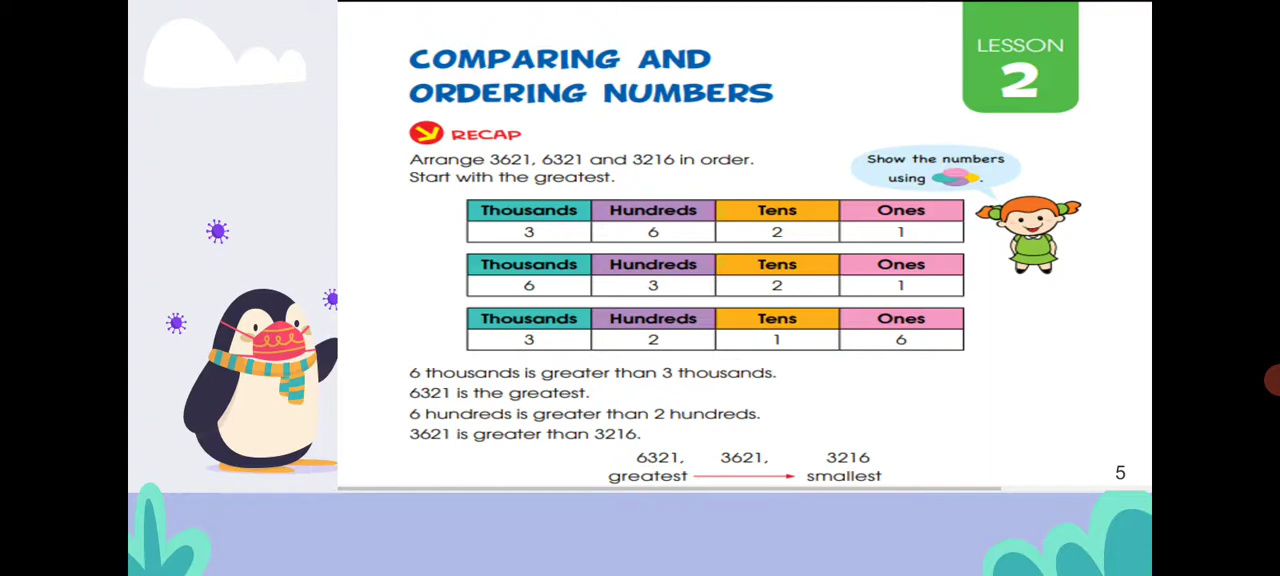 LESSON
2
COMPARING AND
ORDERING NUMBERS
RECAP
Arrange 3621, 6321 and 3216 in order.
Start with the greatest.
Show the numbers
using .
Thousands Hundreds Tens Ones
3 6 2 1
Thousands Hundreds Tens Ones
6 3 2 1
Thousands Hundreds Tens Ones
3 2 1 6
6 thousands is greater than 3 thousands.
6321 is the greatest.
6 hundreds is greater than 2 hundreds.
3621 is greater than 3216.
6321, 3621, 3216
greatest smallest
5